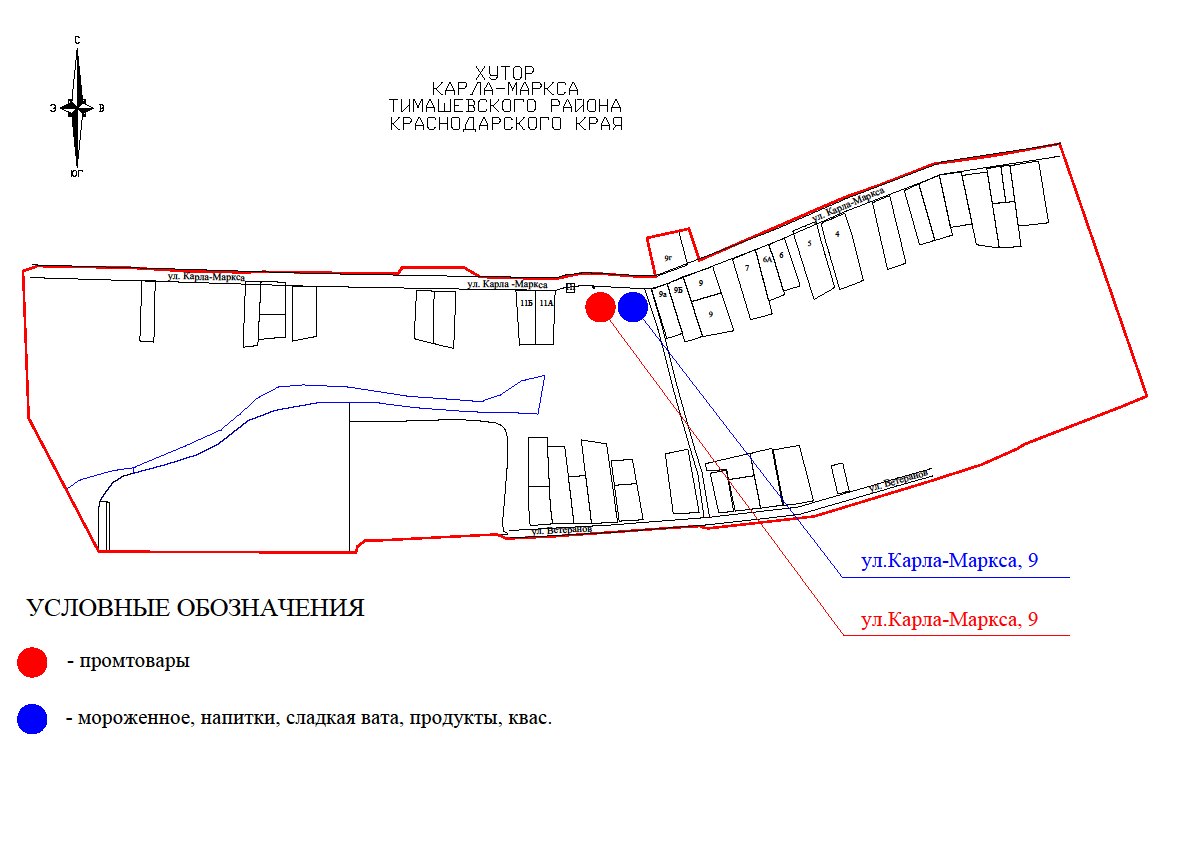 С
З
В
ЮГ
ХУТОР
КАРЛА-МАРКСА
ТИМАШЕВСКОГО РАЙОНА
КРАСНОДАРСКОГО КРАЯ
ул. Карла-Маркса
9г
5
4
6
6А
7
ул. Карла-Маркса
ул. Карла -Маркса
11Б
11А
9а
9Б
9
9
ул. Ветеранов
ул. Ветеранов
ул.Карла-Маркса, 9
ул.Карла-Маркса, 9
УСЛОВНЫЕ ОБОЗНАЧЕНИЯ
- промтовары
- мороженное, напитки, сладкая вата, продукты, квас.